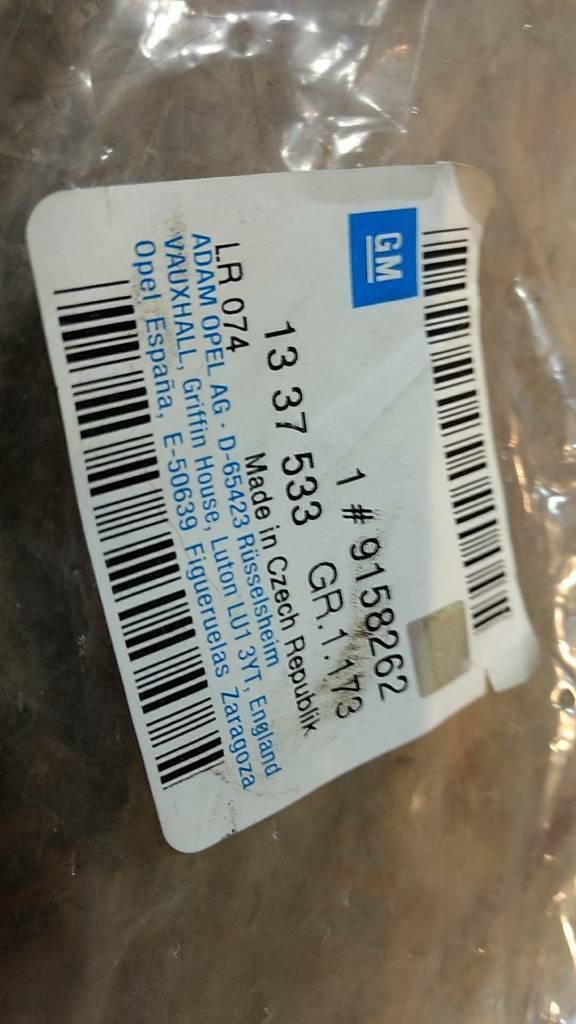 GM
1 # 9158262
13 37 533 GR.1.173
Made in Czech Republik
LR 074
ADAM OPEL AG · D-65423 Rüsselsheim
VAUXHALL, Griffin House, Luton LU1 3YT, England
Opel España, E-50639 Figueruelas Zaragoza